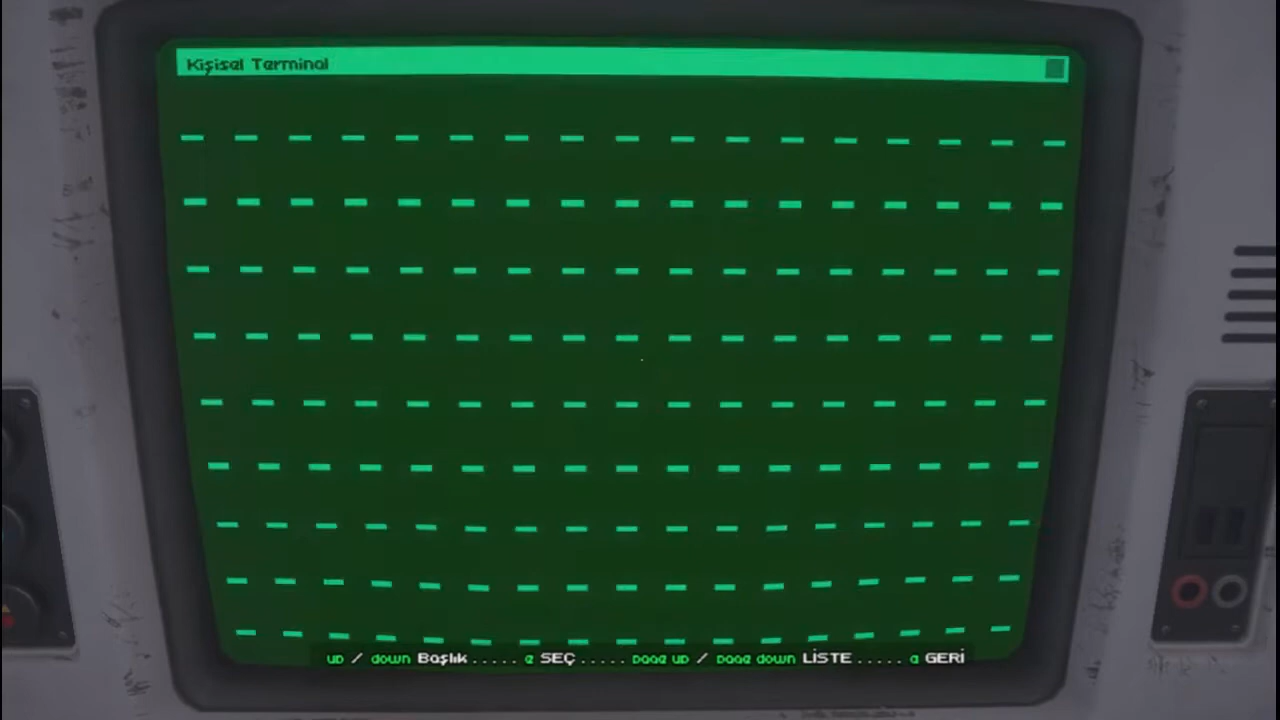 Kişisel Terminal
up / down Başlık ..... e SEÇ ..... page up / page down LİSTE ..... q GERİ